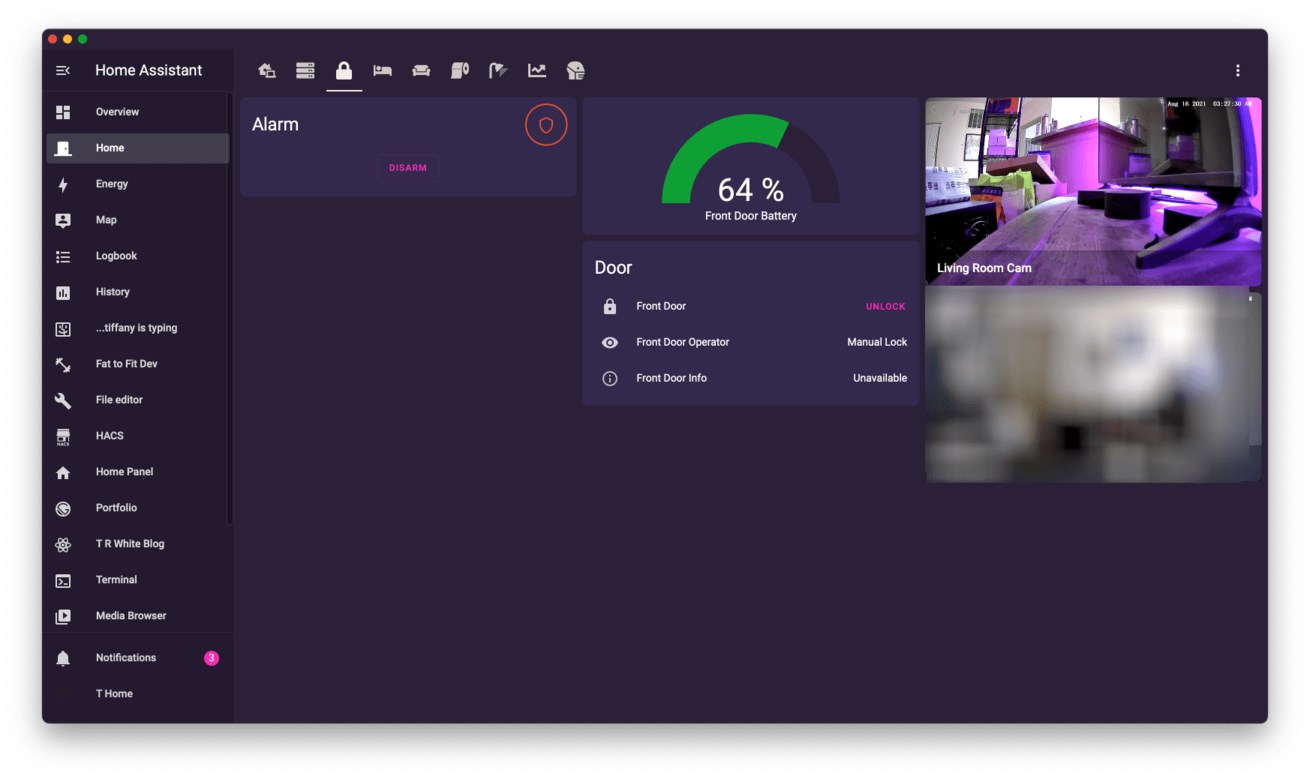 Home Assistant
Overview
Home
Energy
Map
Logbook
History
...tiffany is typing
Fat to Fit Dev
File editor
HACS
HACS
Home Panel
Portfolio
T R White Blog
Terminal
Media Browser
Notifications 3
T Home
Alarm
DISARM
64 %
Front Door Battery
Door
Front Door UNLOCK
Front Door Operator Manual Lock
Front Door Info Unavailable
Aug 16 2021 03:27:30 AM
Living Room Cam